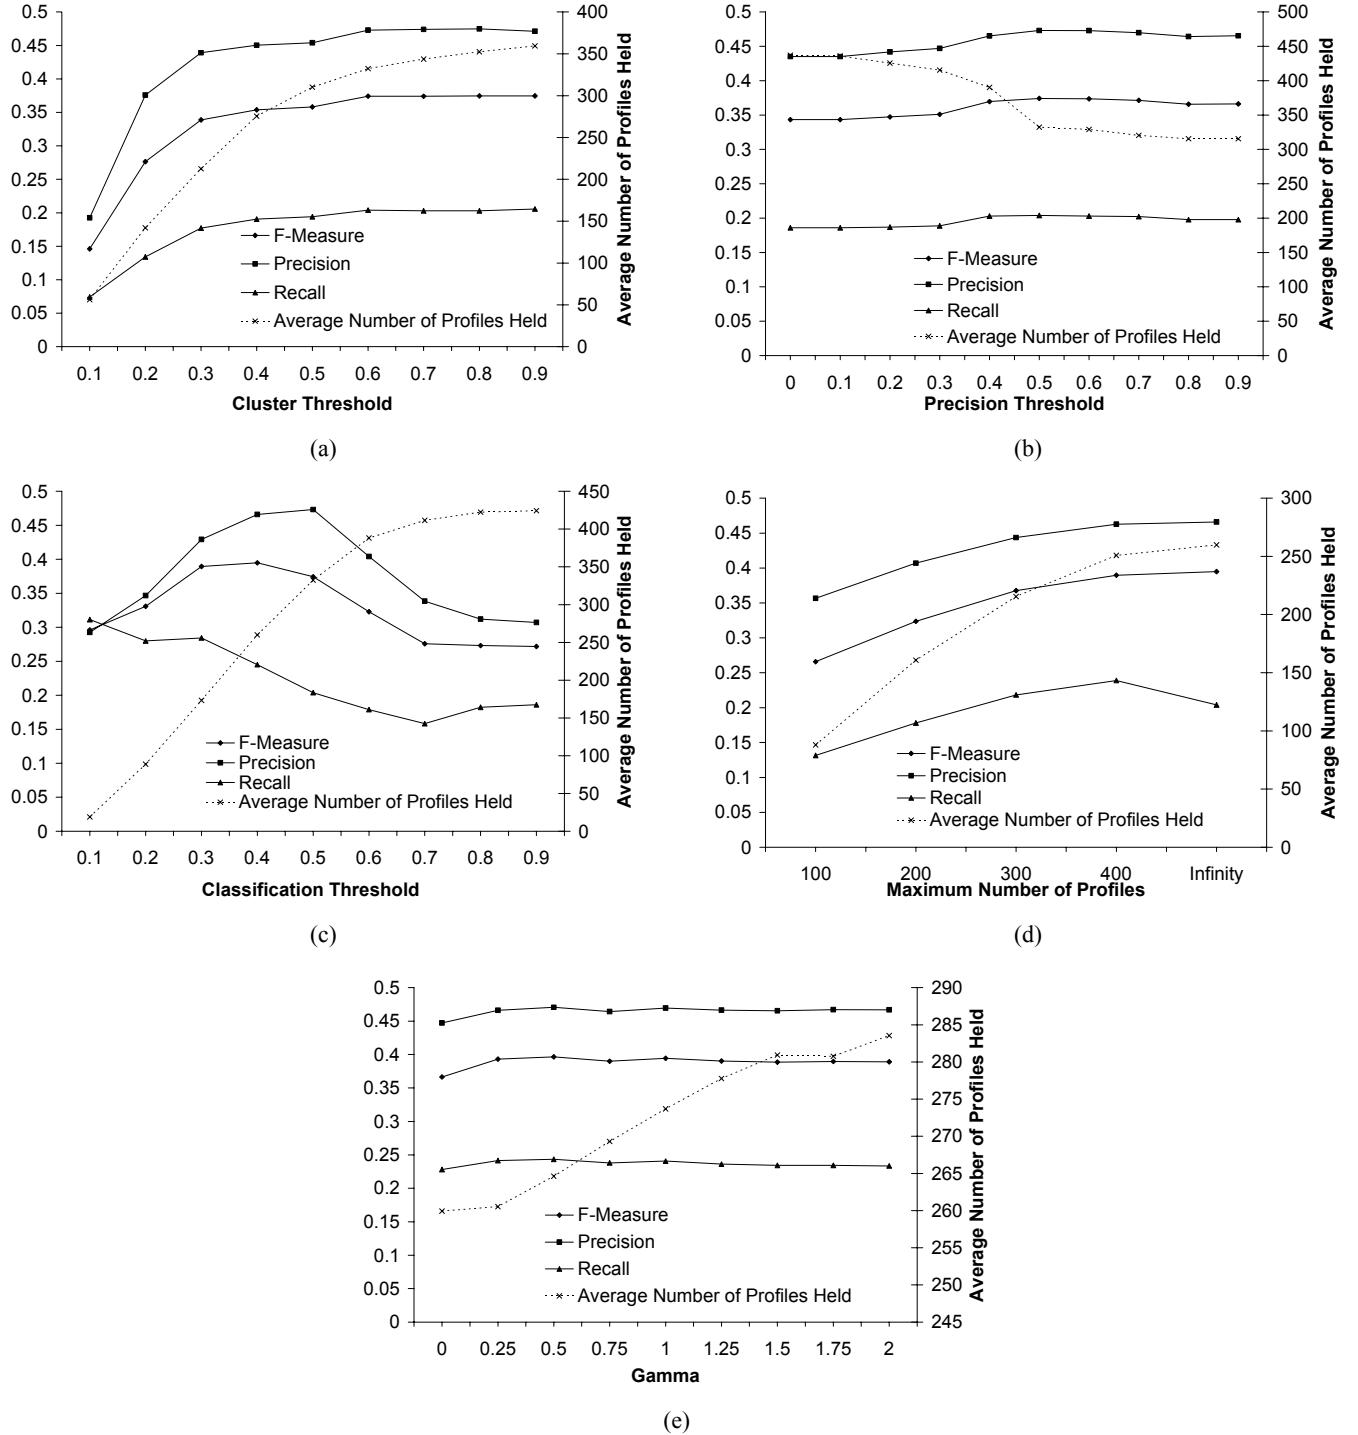 0.5
0.45
0.4
0.35
0.3
0.25
0.2
0.15
0.1
0.05
0
400
350
300
250
200
150
100
50
0
Average Number of Profiles Held
F-Measure
Precision
Recall
Average Number of Profiles Held
0.1 0.2 0.3 0.4 0.5 0.6 0.7 0.8 0.9
Cluster Threshold
(a)
0.5
0.45
0.4
0.35
0.3
0.25
0.2
0.15
0.1
0.05
0
500
450
400
350
300
250
200
150
100
50
0
Average Number of Profiles Held
F-Measure
Precision
Recall
Average Number of Profiles Held
0 0.1 0.2 0.3 0.4 0.5 0.6 0.7 0.8 0.9
Precision Threshold
(b)
0.5
0.45
0.4
0.35
0.3
0.25
0.2
0.15
0.1
0.05
0
450
400
350
300
250
200
150
100
50
0
Average Number of Profiles Held
F-Measure
Precision
Recall
Average Number of Profiles Held
0.1 0.2 0.3 0.4 0.5 0.6 0.7 0.8 0.9
Classification Threshold
(c)
0.5
0.45
0.4
0.35
0.3
0.25
0.2
0.15
0.1
0.05
0
300
250
200
150
100
50
0
Average Number of Profiles Held
F-Measure
Precision
Recall
Average Number of Profiles Held
100 200 300 400 Infinity
Maximum Number of Profiles
(d)
0.5
0.45
0.4
0.35
0.3
0.25
0.2
0.15
0.1
0.05
0
290
285
280
275
270
265
260
255
250
245
Average Number of Profiles Held
F-Measure
Precision
Recall
Average Number of Profiles Held
0 0.25 0.5 0.75 1 1.25 1.5 1.75 2
Gamma
(e)